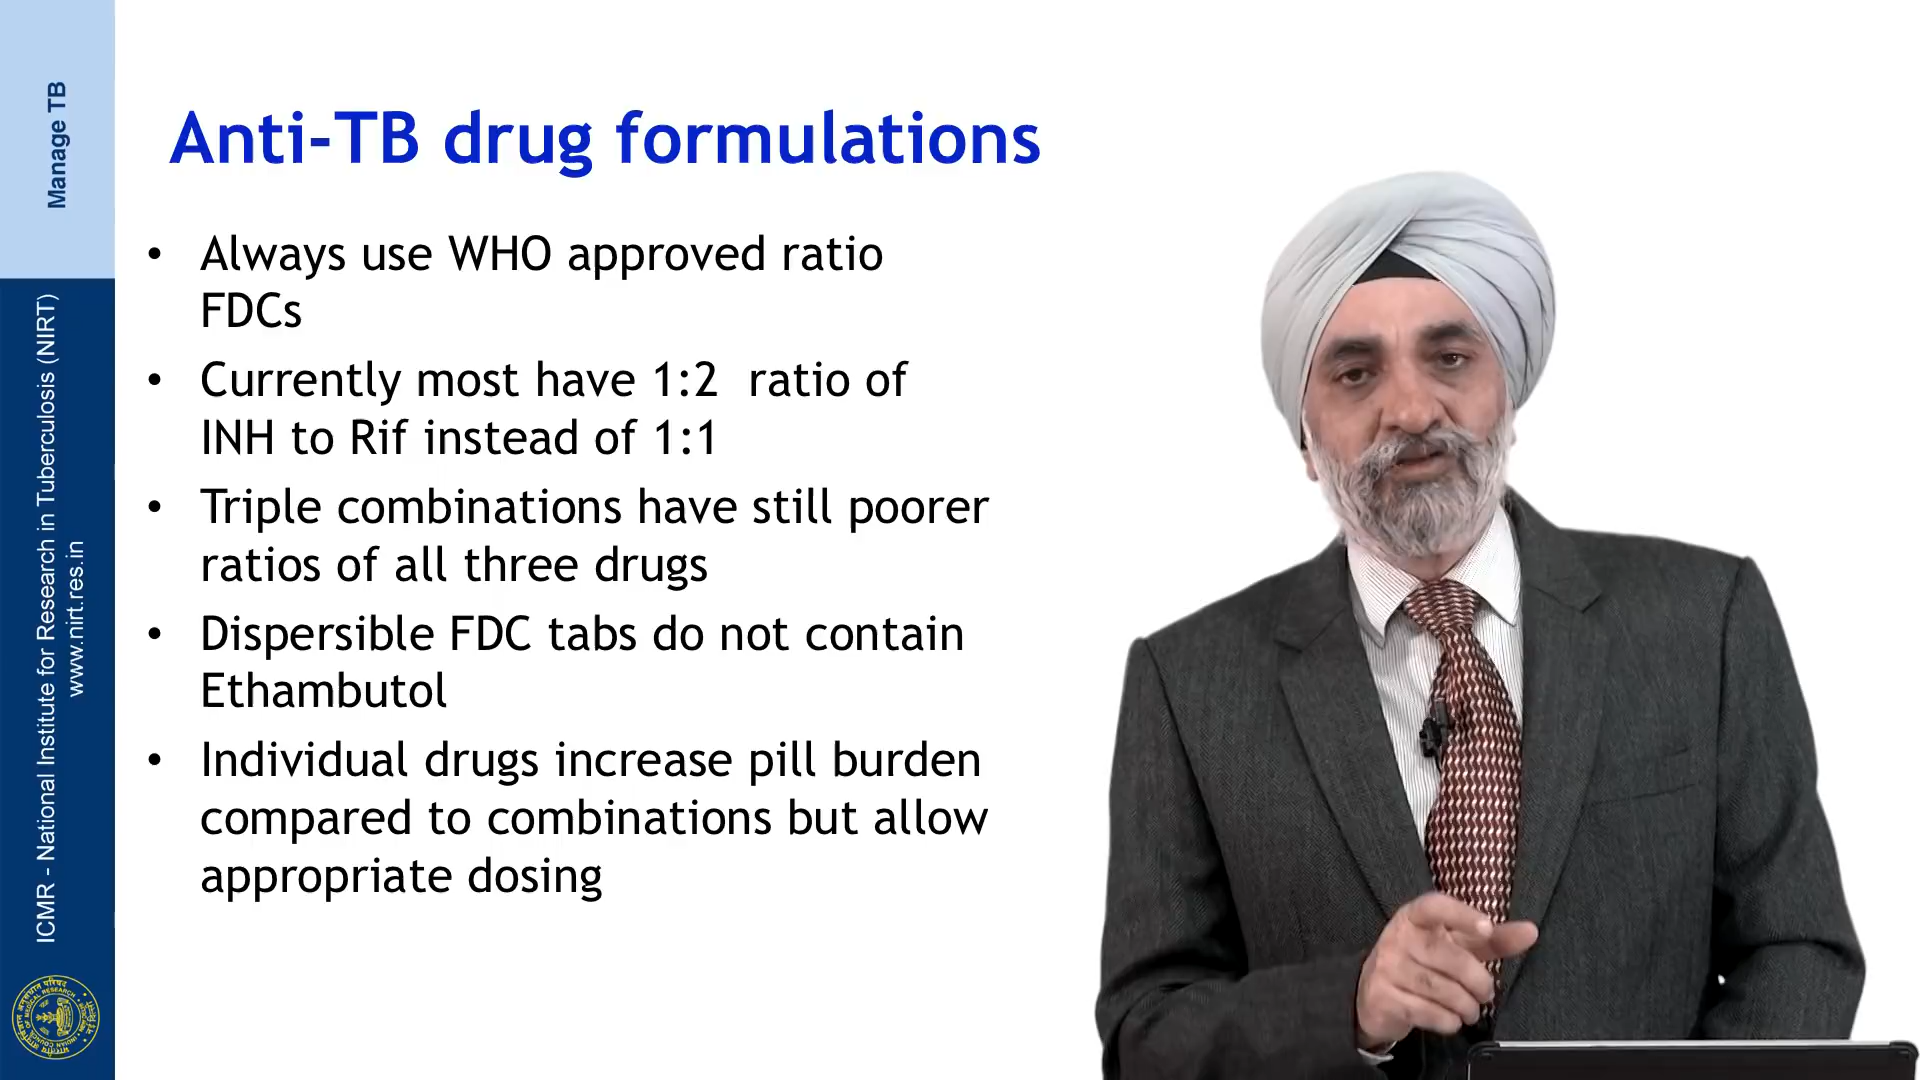 Manage TB
ICMR - National Institute for Research in Tuberculosis (NIRT)
www.nirt.res.in
Anti-TB drug formulations
• Always use WHO approved ratio
FDCs
• Currently most have 1:2 ratio of
INH to Rif instead of 1:1
• Triple combinations have still poorer
ratios of all three drugs
• Dispersible FDC tabs do not contain
Ethambutol
• Individual drugs increase pill burden
compared to combinations but allow
appropriate dosing